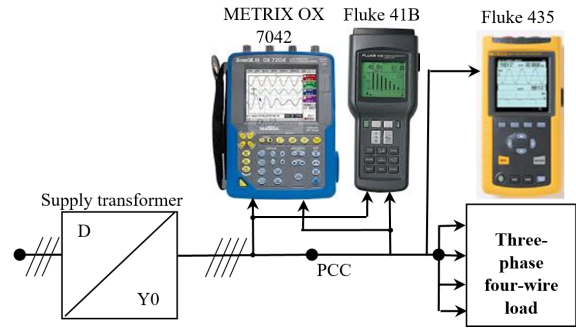 METRIX OX
7042
Fluke 41B
Fluke 435
Supply transformer
D
Y0
PCC
Three-
phase
four-wire
load